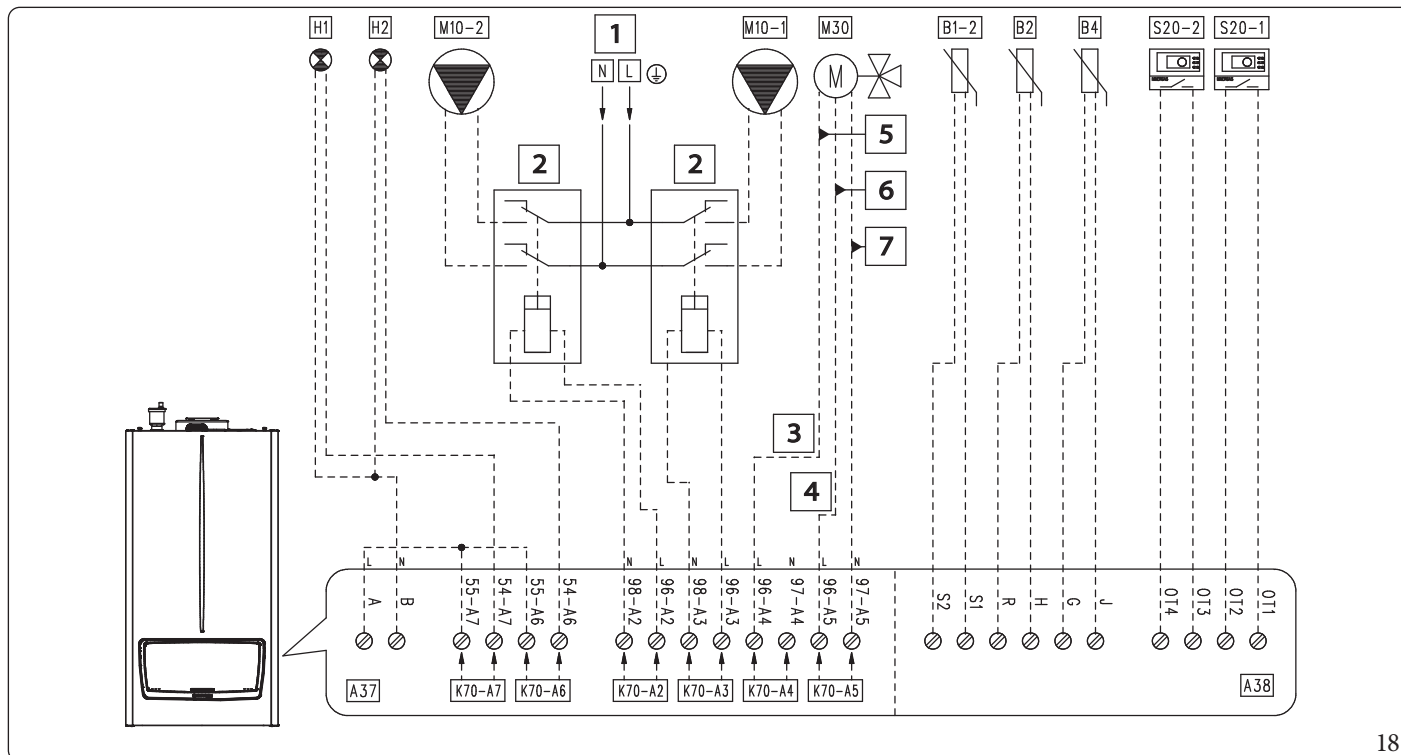 H1 H2 M10-2 1 M10-1 M30 B1-2 B2 B4 S20-2 S20-1
N L
M
5
2 2
6
7
3
4
L N N L N L L N L N
A B 55-A7 54-A7 55-A6 54-A6 98-A2 96-A2 98-A3 96-A3 96-A4 97-A4 96-A5 97-A5 S2 S1 R H G J OT4 OT3 OT2 OT1
A37 K70-A7 K70-A6 K70-A2 K70-A3 K70-A4 K70-A5 A38
18